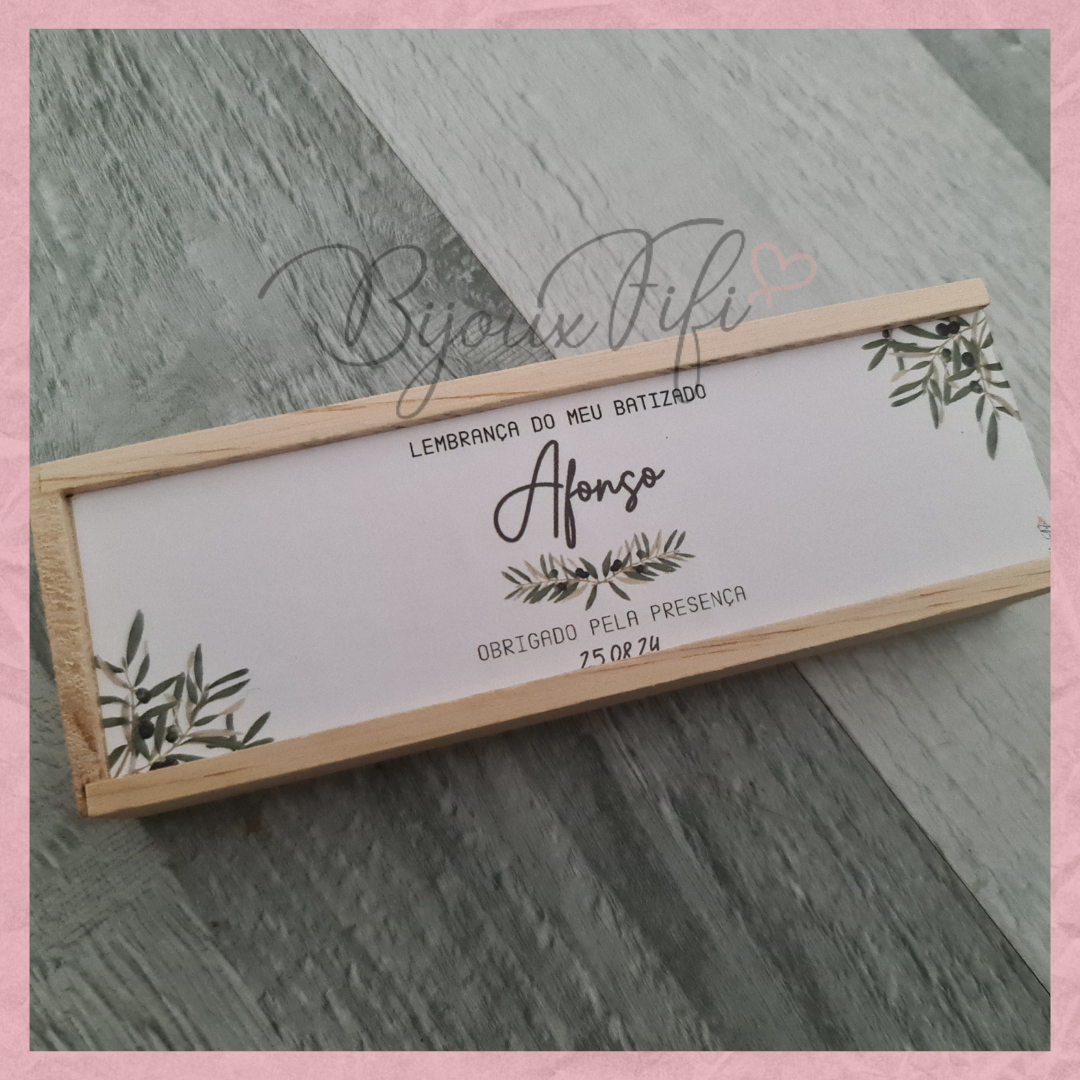 Bijoux Fifi
LEMBRANÇA DO MEU BATIZADO
Afonso
OBRIGADO PELA PRESENÇA
25.08.24